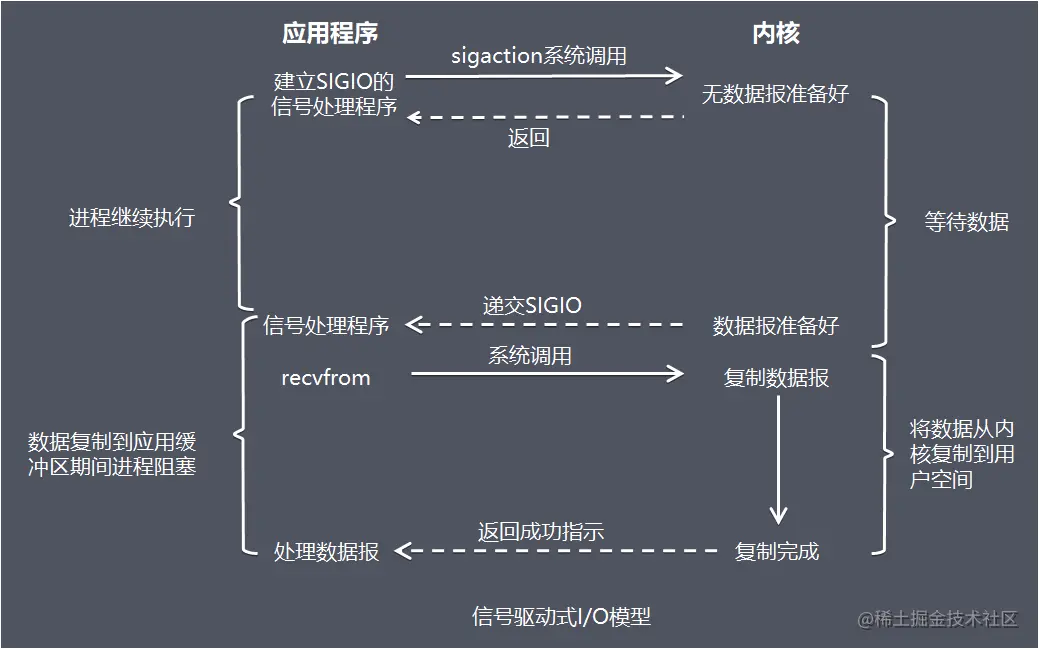 应用程序
内核
sigaction系统调用
建立SIGIO的
信号处理程序
无数据报准备好
返回
进程继续执行
等待数据
递交SIGIO
信号处理程序
数据报准备好
系统调用
recvfrom
复制数据报
数据复制到应用缓
冲区期间进程阻塞
将数据从内
核复制到用
户空间
返回成功指示
处理数据报
复制完成
信号驱动式I/O模型
@稀土掘金技术社区